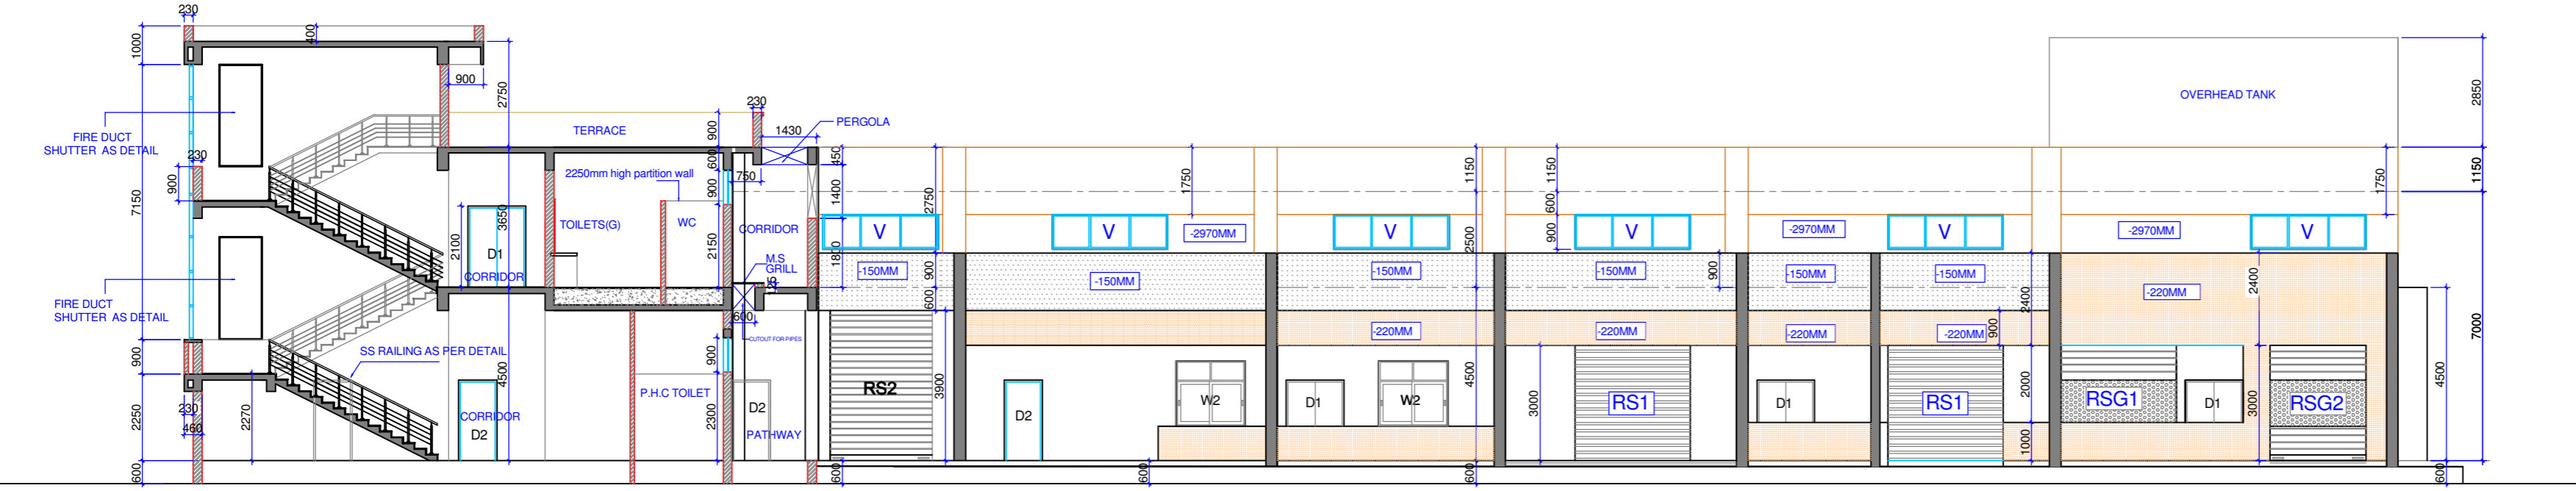 230
1000
400
900
2750
FIRE DUCT
SHUTTER AS DETAIL
230
900
7150
TERRACE
900
230
1430
PERGOLA
600
450
2250mm high partition wall
900
750
1400
2100
D1
3650
CORRIDOR
TOILETS(G)
WC
2150
CORRIDOR
1800
M.S
GRILL
FIRE DUCT
SHUTTER AS DETAIL
600
CUTOUT FOR PIPES
900
SS RAILING AS PER DETAIL
900
4500
P.H.C TOILET
2300
D2
PATHWAY
CORRIDOR
D2
230
460
2250
2270
600
2750
V
-150MM
900
600
RS2
3900
600
V
1750
-2970MM
-150MM
D2
W2
600
V
1150
2500
-150MM
-220MM
D1
W2
4500
600
1150
600
900
V
-150MM
900
-220MM
3000
RS1
-2970MM
-150MM
-220MM
D1
V
-150MM
-220MM
900
RS1
2400
2000
1000
OVERHEAD TANK
2850
1750
1150
-2970MM
V
-220MM
2400
RSG1
D1
3000
RSG2
4500
7000
600